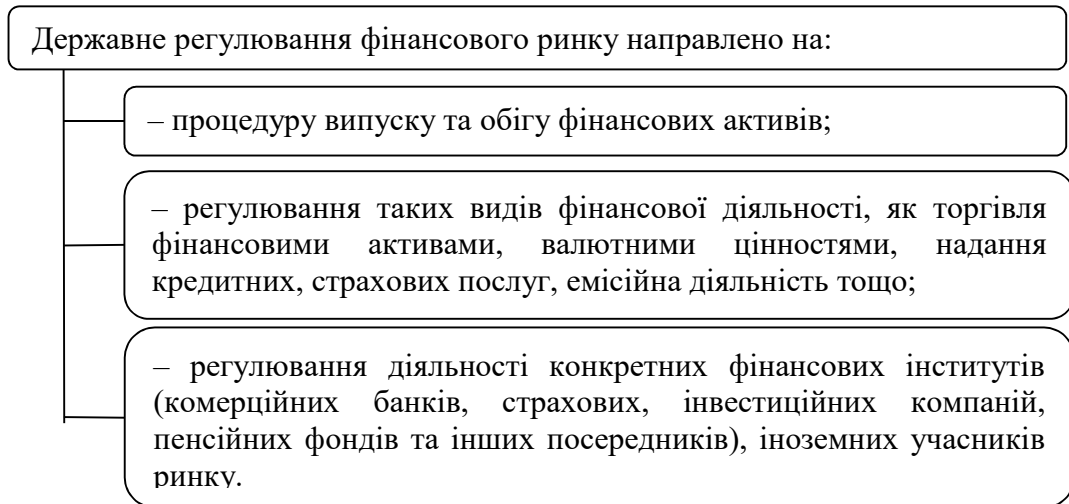 Державне регулювання фінансового ринку направлено на:
– процедуру випуску та обігу фінансових активів;
– регулювання таких видів фінансової діяльності, як торгівля
фінансовими активами, валютними цінностями, надання
кредитних, страхових послуг, емісійна діяльність тощо;
– регулювання діяльності конкретних фінансових інститутів
(комерційних банків, страхових, інвестиційних компаній,
пенсійних фондів та інших посередників), іноземних учасників
ринку.